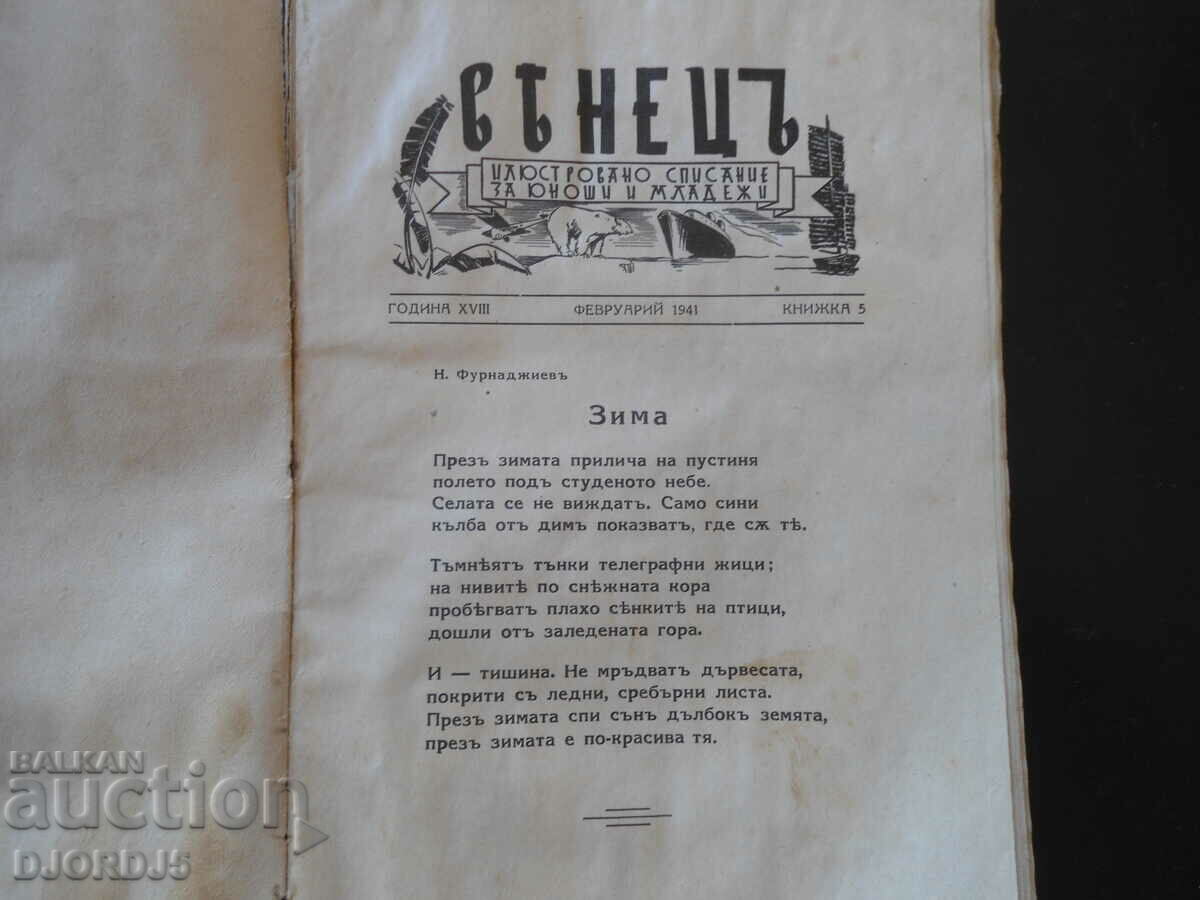 ВѢНЕЦЪ
ИЛЮСТРОВАНО СПИСАНИЕ
ЗА ЮНОШИ И МЛАДЕЖИ
ГОДИНА XVIII ФЕВРУАРИЙ 1941 КНИЖКА 5
Н. Фурнаджиевъ
Зима
Презъ зимата прилича на пустиня
полето подъ студеното небе.
Селата се не виждатъ. Само сини
кълба отъ димъ показватъ, где сѫ тѣ.
Тъмнѣятъ тънки телеграфни жици;
на нивитѣ по снѣжната кора
пробѣгватъ плахо сѣнкитѣ на птици,
дошли отъ заледената гора.
И — тишина. Не мръдватъ дървесата,
покрити съ ледни, сребърни листа.
Презъ зимата спи сънъ дълбокъ земята,
презъ зимата е по-красива тя.
BALKAN
auction
DJORDJ5